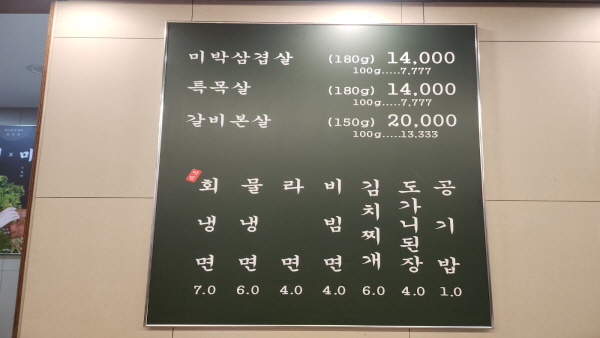 미박삼겹살 (180g) 14,000
100g.....7,777
특목살 (180g) 14,000
100g.....7,777
갈비본살 (150g) 20,000
100g.....13,333
회냉면 7.0
물냉면 6.0
라면 4.0
비빔면 4.0
김치찌개 6.0
도가니된장 4.0
공기밥 1.0
미